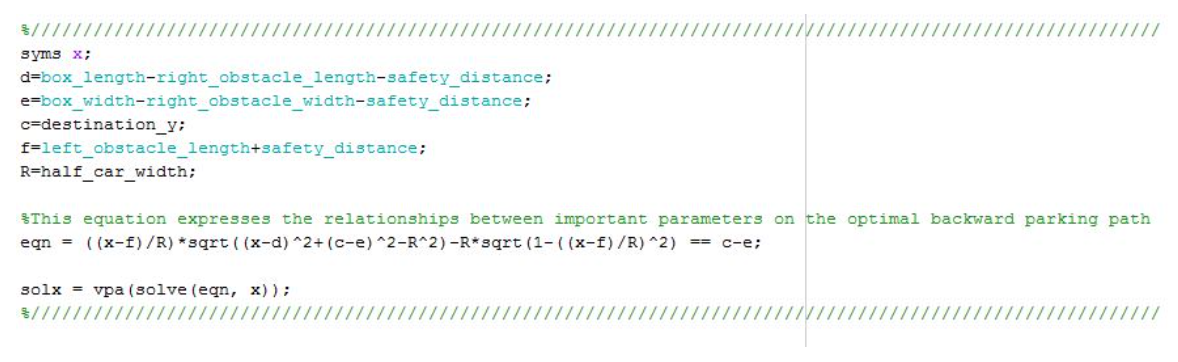 %////////////////////////////////////////////////////////////////////////////////////////////////////////////
syms x;
d=box_length-right_obstacle_length-safety_distance;
e=box_width-right_obstacle_width-safety_distance;
c=destination_y;
f=left_obstacle_length+safety_distance;
R=half_car_width;
%This equation expresses the relationships between important parameters on the optimal backward parking path
eqn = ((x-f)/R)*sqrt((x-d)^2+(c-e)^2-R^2)-R*sqrt(1-((x-f)/R)^2) == c-e;
solx = vpa(solve(eqn, x));
%////////////////////////////////////////////////////////////////////////////////////////////////////////////